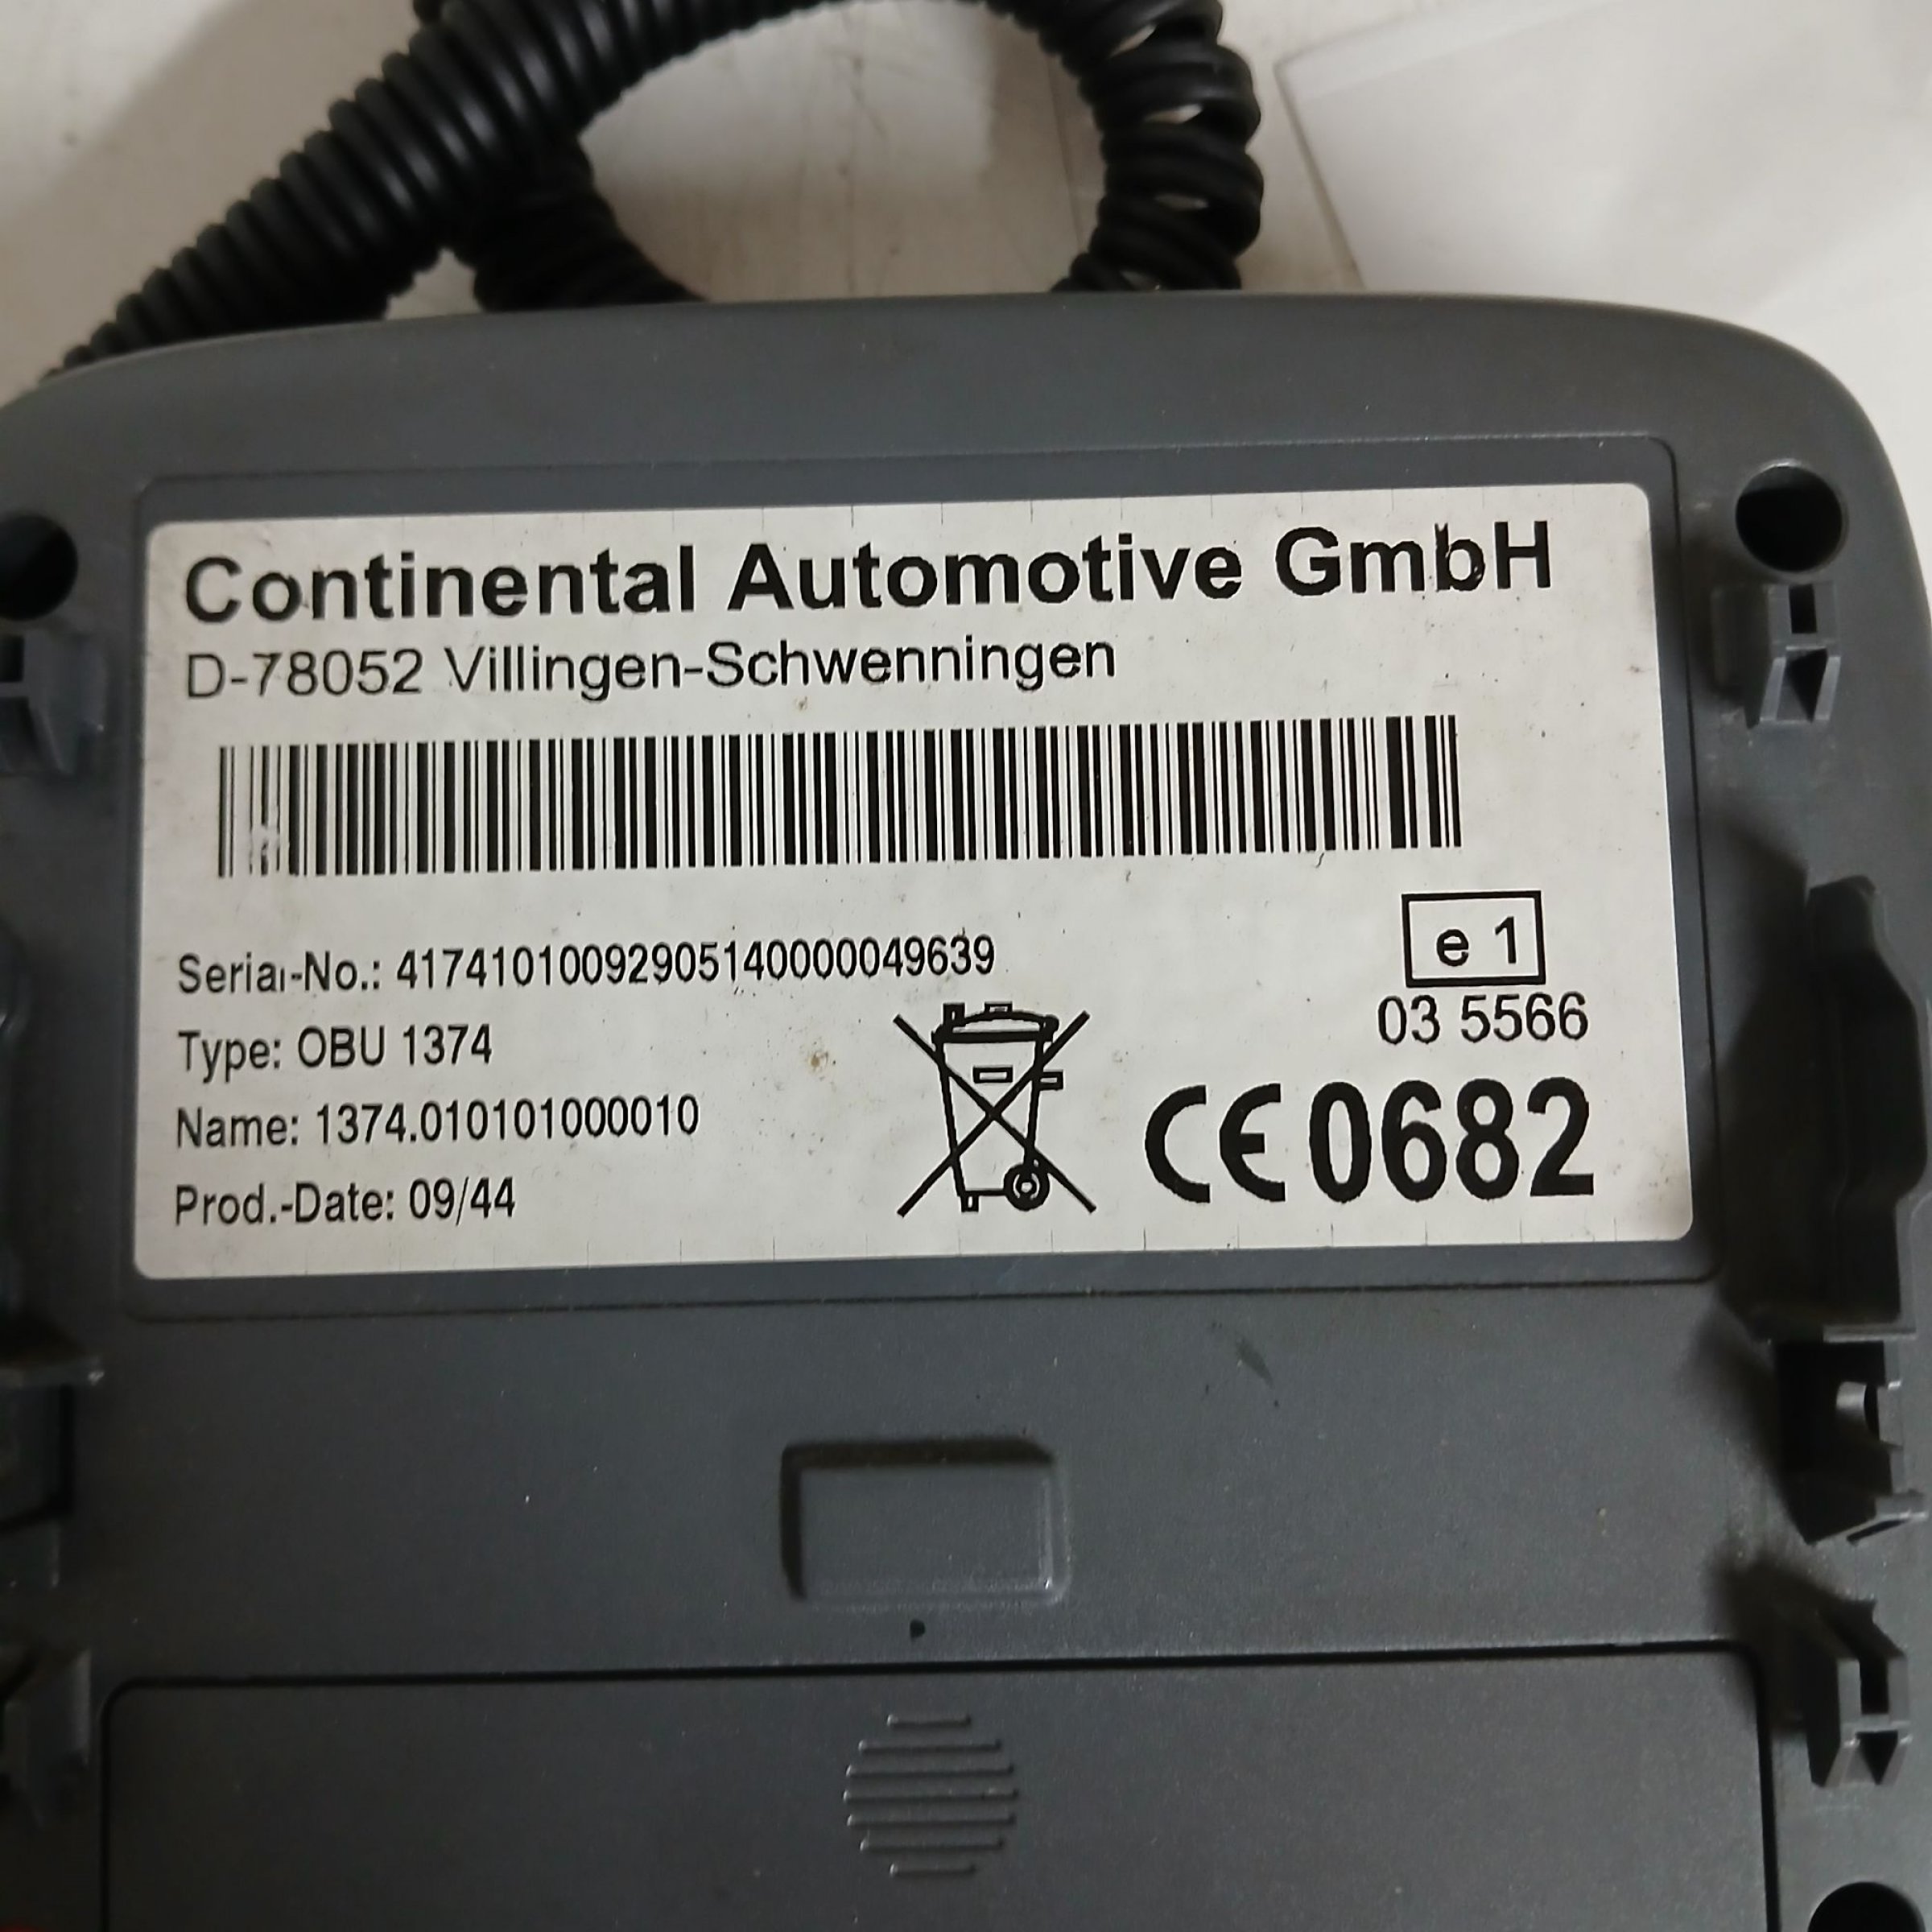 Continental Automotive GmbH
D-78052 Villingen-Schwenningen
Serial-No.: 41741010092905140000049639
e 1
03 5566
Type: OBU 1374
Name: 1374.010101000010
CE 0682
Prod.-Date: 09/44